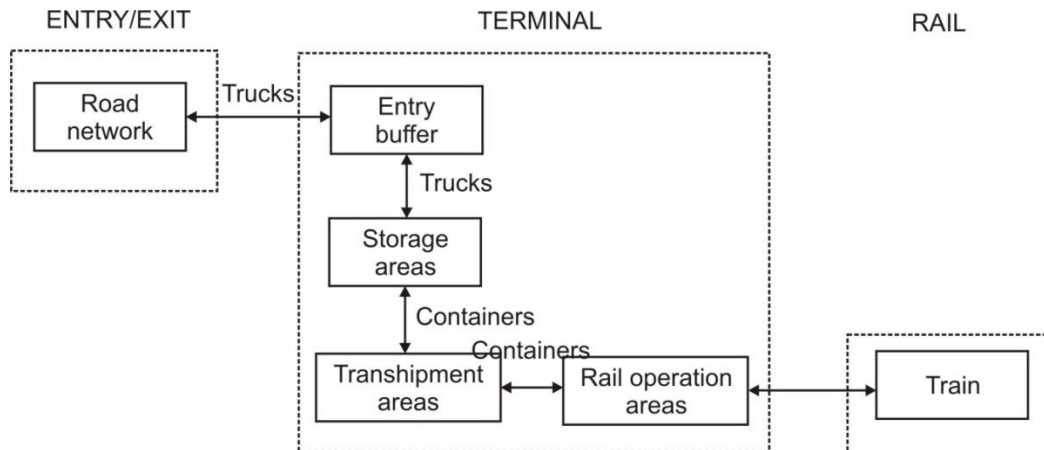 ENTRY/EXIT
TERMINAL
RAIL
Road
network
Trucks
Entry
buffer
Trucks
Storage
areas
Containers
Containers
Transhipment
areas
Rail operation
areas
Train